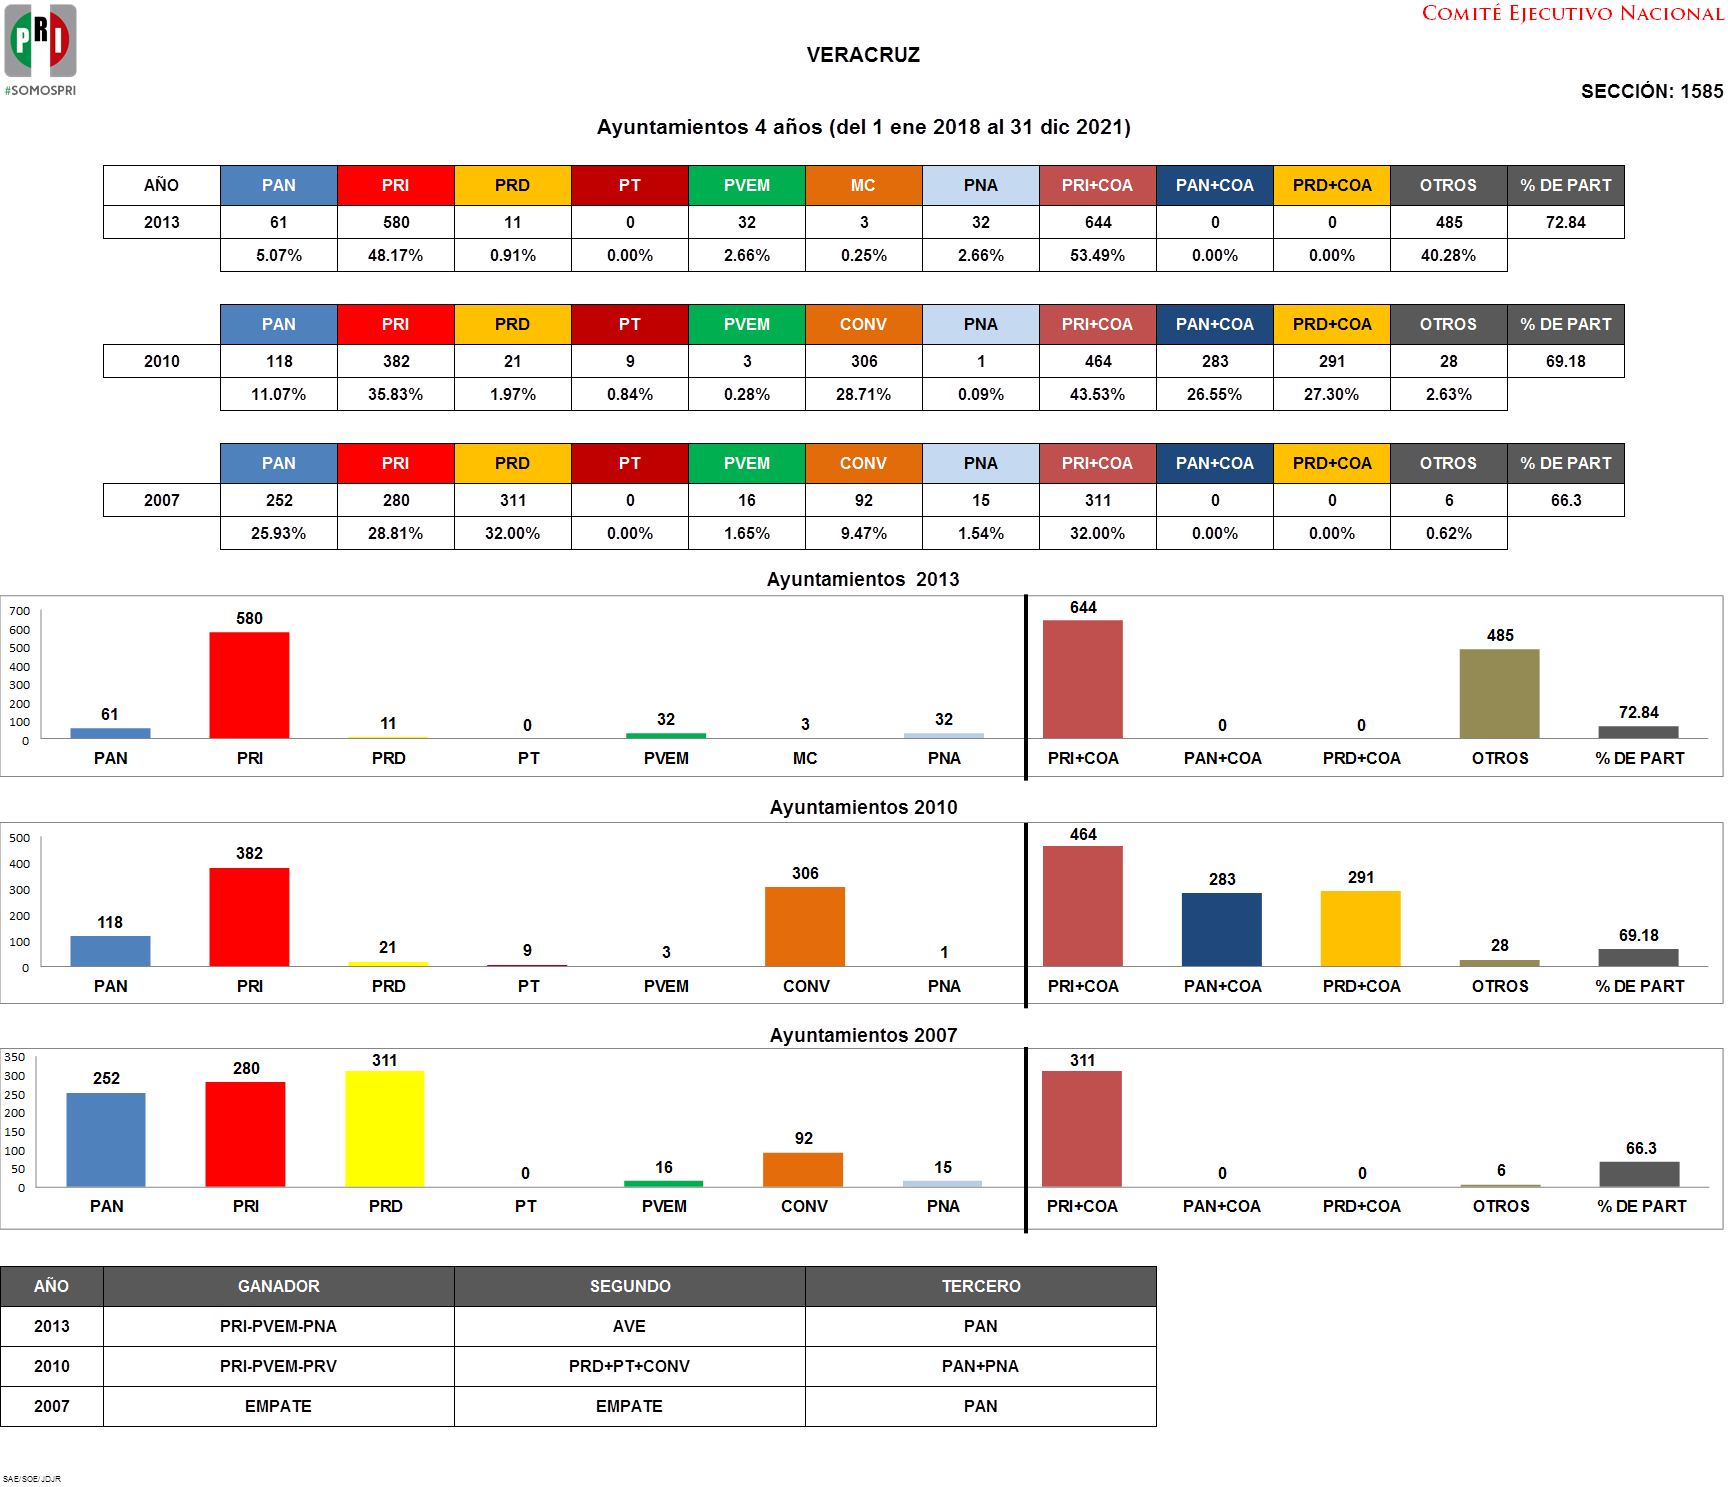 PRI
#SOMOSPRI
COMITÉ EJECUTIVO NACIONAL
VERACRUZ
SECCIÓN: 1585
Ayuntamientos 4 años (del 1 ene 2018 al 31 dic 2021)
AÑO PAN PRI PRD PT PVEM MC PNA PRI+COA PAN+COA PRD+COA OTROS % DE PART
2013 61 580 11 0 32 3 32 644 0 0 485 72.84
5.07% 48.17% 0.91% 0.00% 2.66% 0.25% 2.66% 53.49% 0.00% 0.00% 40.28%
PAN PRI PRD PT PVEM CONV PNA PRI+COA PAN+COA PRD+COA OTROS % DE PART
2010 118 382 21 9 3 306 1 464 283 291 28 69.18
11.07% 35.83% 1.97% 0.84% 0.28% 28.71% 0.09% 43.53% 26.55% 27.30% 2.63%
PAN PRI PRD PT PVEM CONV PNA PRI+COA PAN+COA PRD+COA OTROS % DE PART
2007 252 280 311 0 16 92 15 311 0 0 6 66.3
25.93% 28.81% 32.00% 0.00% 1.65% 9.47% 1.54% 32.00% 0.00% 0.00% 0.62%
Ayuntamientos 2013
700
600
500
400
300
200
100
0
61 580 11 0 32 3 32 644 0 0 485 72.84
PAN PRI PRD PT PVEM MC PNA PRI+COA PAN+COA PRD+COA OTROS % DE PART
Ayuntamientos 2010
500
400
300
200
100
0
118 382 21 9 3 306 1 464 283 291 28 69.18
PAN PRI PRD PT PVEM CONV PNA PRI+COA PAN+COA PRD+COA OTROS % DE PART
Ayuntamientos 2007
350
300
250
200
150
100
50
0
252 280 311 0 16 92 15 311 0 0 6 66.3
PAN PRI PRD PT PVEM CONV PNA PRI+COA PAN+COA PRD+COA OTROS % DE PART
AÑO GANADOR SEGUNDO TERCERO
2013 PRI-PVEM-PNA AVE PAN
2010 PRI-PVEM-PRV PRD+PT+CONV PAN+PNA
2007 EMPATE EMPATE PAN
SAE/SOE/JDJR